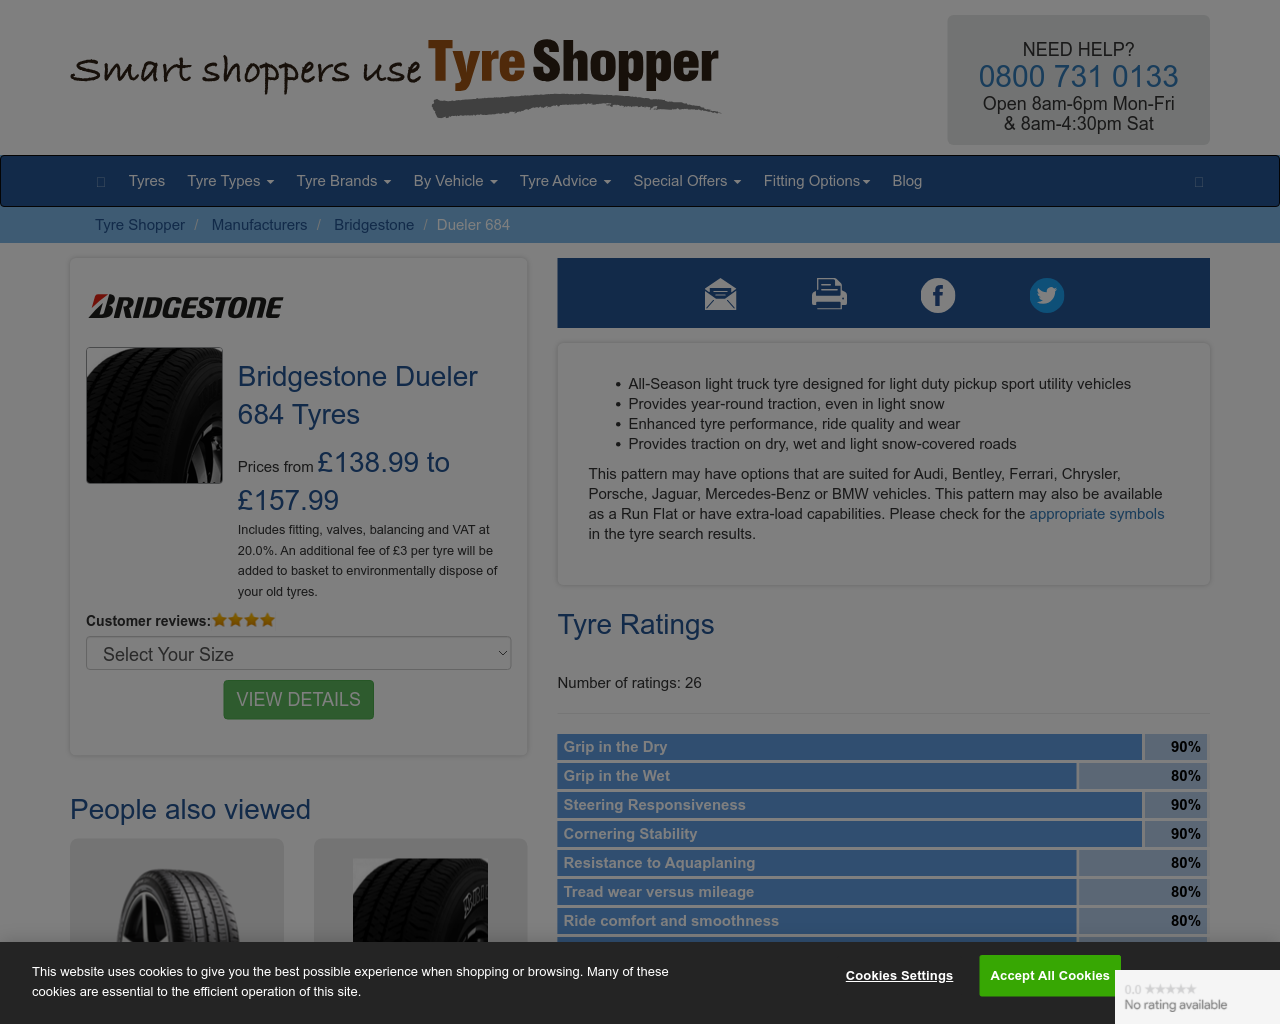 Smart shoppers use Tyre Shopper
NEED HELP?
0800 731 0133
Open 8am-6pm Mon-Fri
& 8am-4:30pm Sat
Tyres Tyre Types Tyre Brands By Vehicle Tyre Advice Special Offers Fitting Options Blog
Tyre Shopper / Manufacturers / Bridgestone / Dueler 684
BRIDGESTONE
Bridgestone Dueler
684 Tyres
Prices from £138.99 to
£157.99
Includes fitting, valves, balancing and VAT at
20.0%. An additional fee of £3 per tyre will be
added to basket to environmentally dispose of
your old tyres.
Customer reviews:
Select Your Size
VIEW DETAILS
People also viewed
• All-Season light truck tyre designed for light duty pickup sport utility vehicles
• Provides year-round traction, even in light snow
• Enhanced tyre performance, ride quality and wear
• Provides traction on dry, wet and light snow-covered roads
This pattern may have options that are suited for Audi, Bentley, Ferrari, Chrysler,
Porsche, Jaguar, Mercedes-Benz or BMW vehicles. This pattern may also be available
as a Run Flat or have extra-load capabilities. Please check for the appropriate symbols
in the tyre search results.
Tyre Ratings
Number of ratings: 26
Grip in the Dry 90%
Grip in the Wet 80%
Steering Responsiveness 90%
Cornering Stability 90%
Resistance to Aquaplaning 80%
Tread wear versus mileage 80%
Ride comfort and smoothness 80%
This website uses cookies to give you the best possible experience when shopping or browsing. Many of these
cookies are essential to the efficient operation of this site.
Cookies Settings
Accept All Cookies
0.0 ★★★★★
No rating available